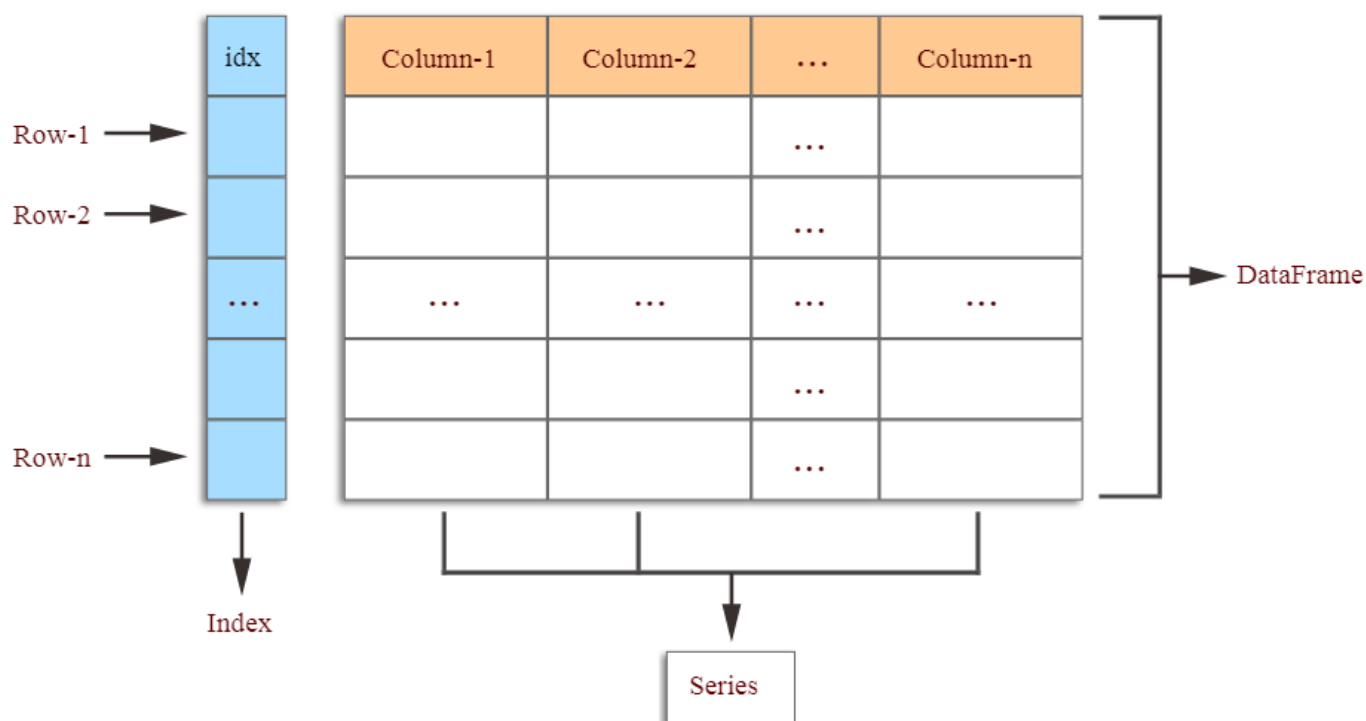 idx Column-1 Column-2 ... Column-n
Row-1 ...
Row-2 ...
... ... ... ... ...
DataFrame
...
Row-n ...
Index
Series